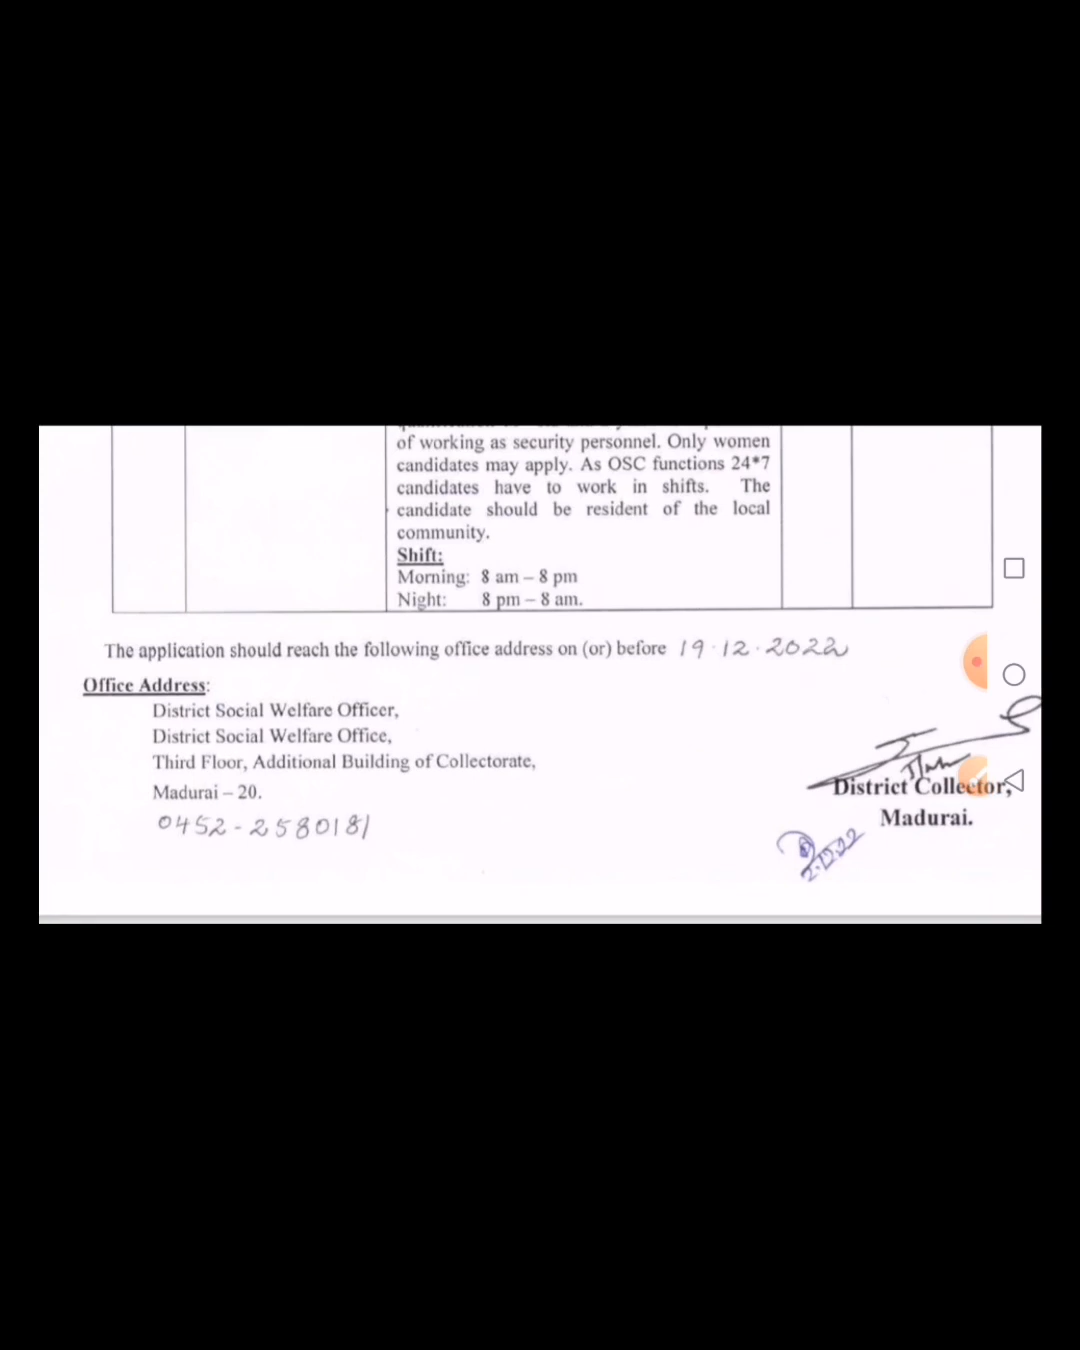 of working as security personnel. Only women
candidates may apply. As OSC functions 24*7
candidates have to work in shifts. The
candidate should be resident of the local
community.
Shift:
Morning: 8 am – 8 pm
Night: 8 pm – 8 am.
The application should reach the following office address on (or) before 19.12.2022
Office Address:
District Social Welfare Officer,
District Social Welfare Office,
Third Floor, Additional Building of Collectorate,
Madurai – 20.
0452-2580181
District Collector,
Madurai.
2.12.22